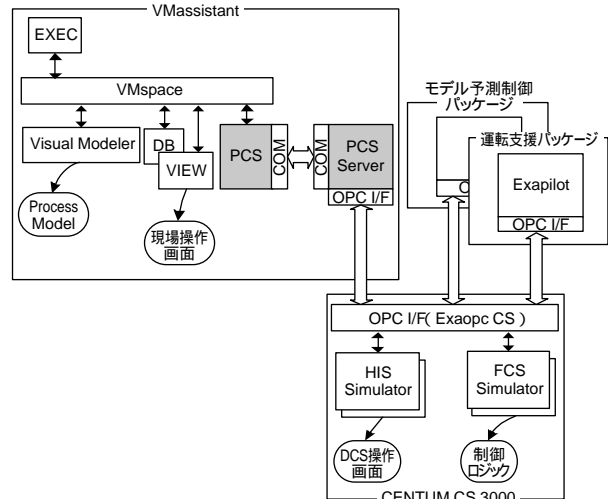 VMassistant
EXEC
VMspace
Visual Modeler
DB
VIEW
PCS
COM
COM
PCS
Server
OPC I/F
Process
Model
現場操作
画面
モデル予測制御
パッケージ
運転支援パッケージ
Exapilot
OPC I/F
OPC I/F( Exaopc CS )
HIS
Simulator
FCS
Simulator
DCS操作
画面
制御
ロジック
CENTUM CS 3000